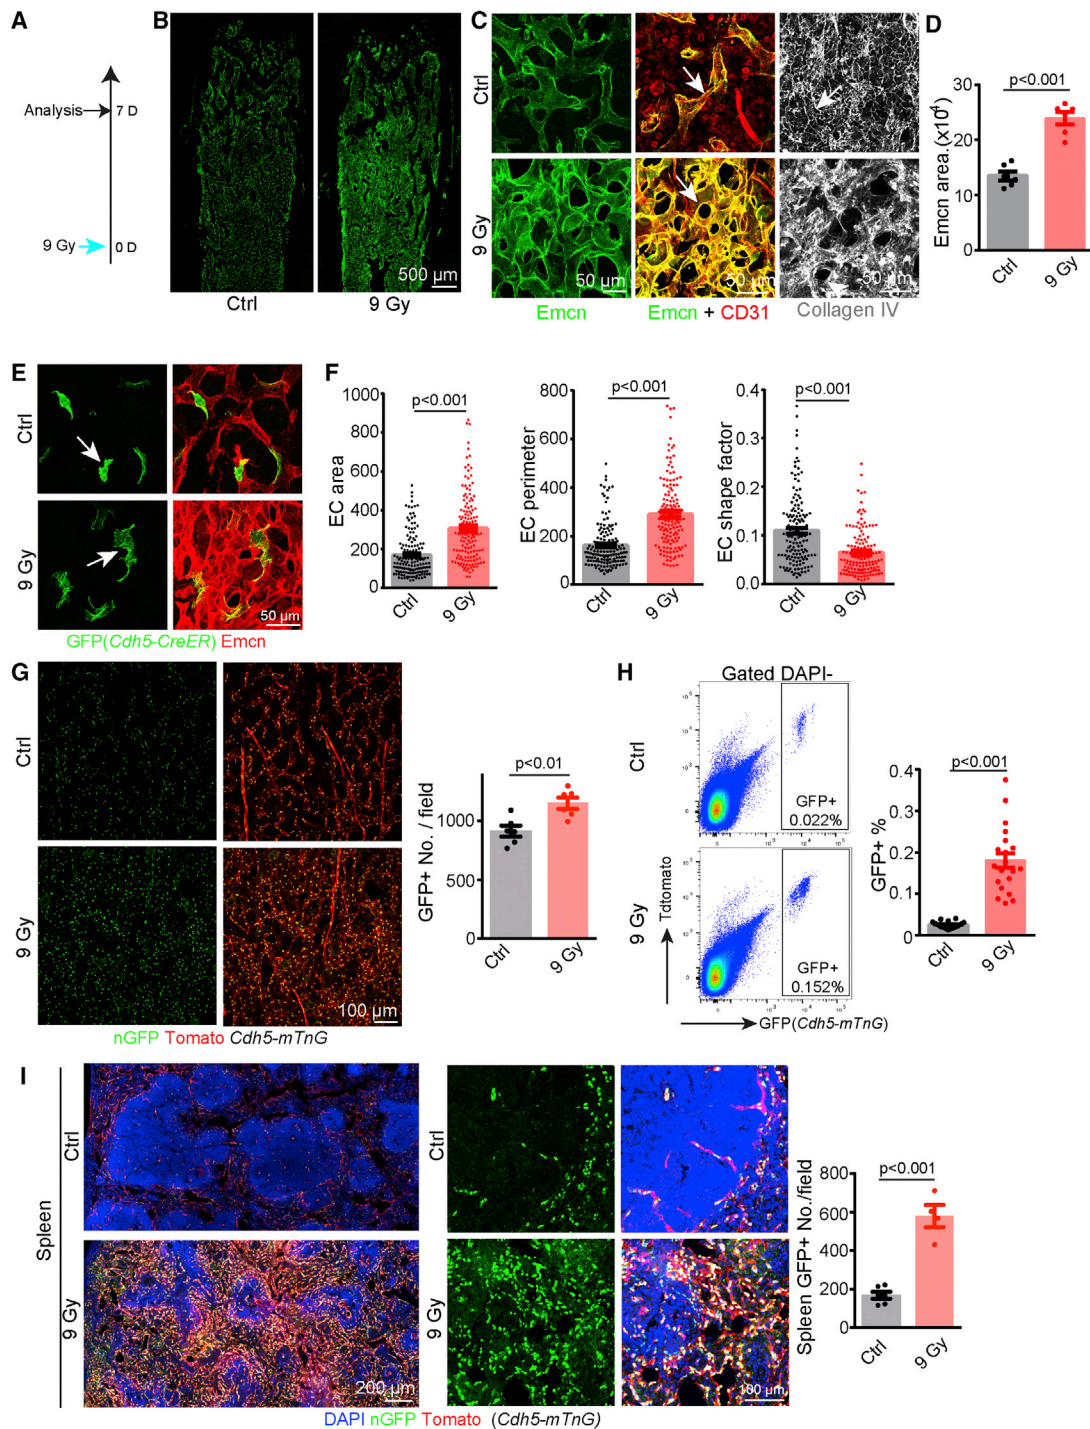 A
Analysis
7 D
9 Gy
0 D
B
500 µm
Ctrl
9 Gy
C
Ctrl
9 Gy
50 µm
50 µm
50 µm
Emcn
Emcn + CD31
Collagen IV
D
p<0.001
Emcn area.(x10⁴)
30
20
10
0
Ctrl
9 Gy
E
Ctrl
9 Gy
50 µm
GFP(Cdh5-CreER) Emcn
F
p<0.001
EC area
1000
800
600
400
200
0
Ctrl
9 Gy
p<0.001
EC perimeter
800
600
400
200
0
Ctrl
9 Gy
p<0.001
EC shape factor
0.4
0.3
0.2
0.1
0.0
Ctrl
9 Gy
G
Ctrl
9 Gy
100 µm
nGFP Tomato Cdh5-mTnG
p<0.01
GFP+ No. / field
1000
500
0
Ctrl
9 Gy
H
Gated DAPI-
Ctrl
GFP+
0.022%
9 Gy
Tdtomato
GFP+
0.152%
GFP(Cdh5-mTnG)
p<0.001
GFP+ %
0.4
0.3
0.2
0.1
0
Ctrl
9 Gy
I
Spleen
Ctrl
9 Gy
200 µm
Ctrl
9 Gy
100 µm
DAPI nGFP Tomato (Cdh5-mTnG)
p<0.001
Spleen GFP+ No./field
800
600
400
200
0
Ctrl
9 Gy